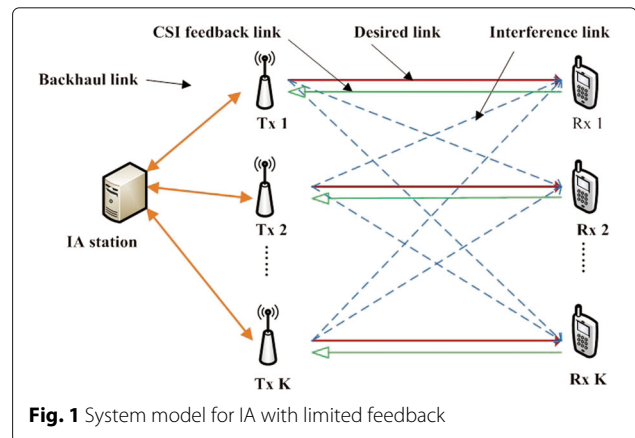 CSI feedback link
Desired link
Interference link
Backhaul link
Tx 1
Rx 1
IA station
Tx 2
Rx 2
Tx K
Rx K
Fig. 1 System model for IA with limited feedback